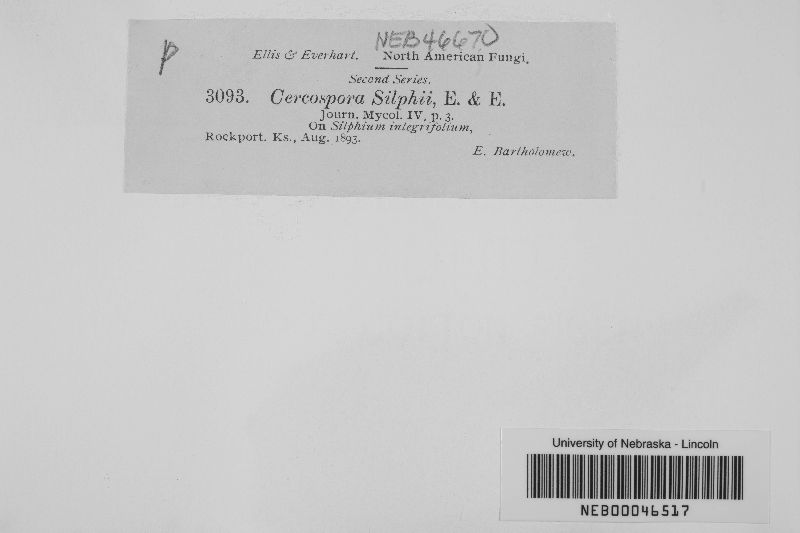 p
NEB46670
Ellis & Everhart. North American Fungi,
Second Series.
3093. Cercospora Silphii, E. & E.
Journ. Mycol. IV, p. 3.
On Silphium integrifolium,
Rockport. Ks., Aug. 1893.
E. Bartholomew.
University of Nebraska - Lincoln
NEB00046517